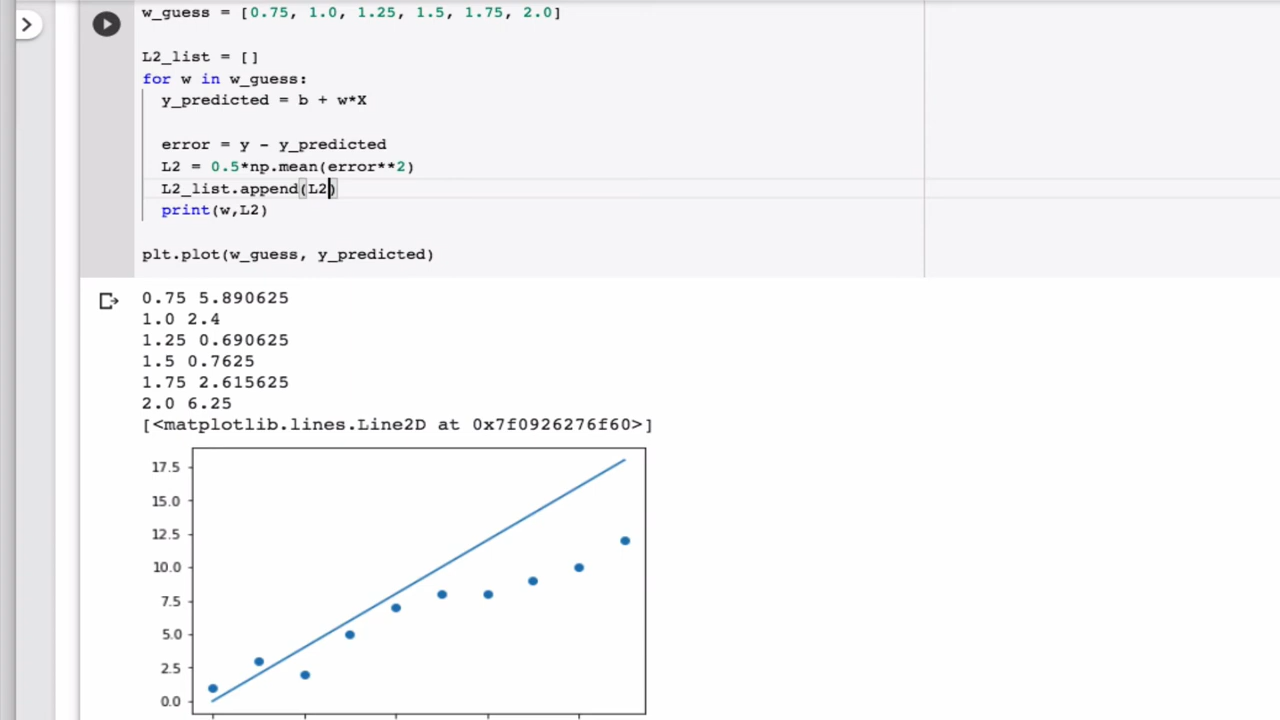 w_guess = [0.75, 1.0, 1.25, 1.5, 1.75, 2.0]
L2_list = []
for w in w_guess:
  y_predicted = b + w*X
  error = y - y_predicted
  L2 = 0.5*np.mean(error**2)
  L2_list.append(L2)
  print(w,L2)
plt.plot(w_guess, y_predicted)
0.75 5.890625
1.0 2.4
1.25 0.690625
1.5 0.7625
1.75 2.615625
2.0 6.25
[<matplotlib.lines.Line2D at 0x7f0926276f60>]
17.5
15.0
12.5
10.0
7.5
5.0
2.5
0.0